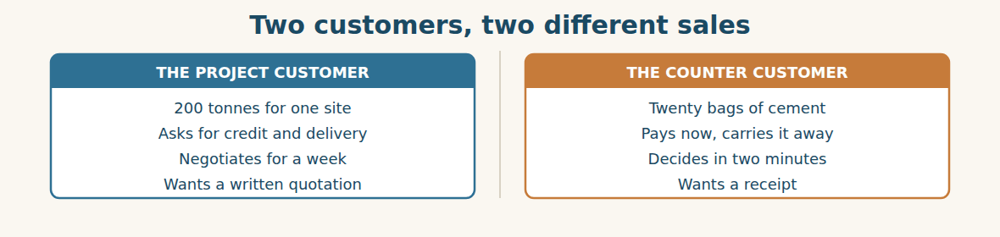 Two customers, two different sales
THE PROJECT CUSTOMER
200 tonnes for one site
Asks for credit and delivery
Negotiates for a week
Wants a written quotation
THE COUNTER CUSTOMER
Twenty bags of cement
Pays now, carries it away
Decides in two minutes
Wants a receipt